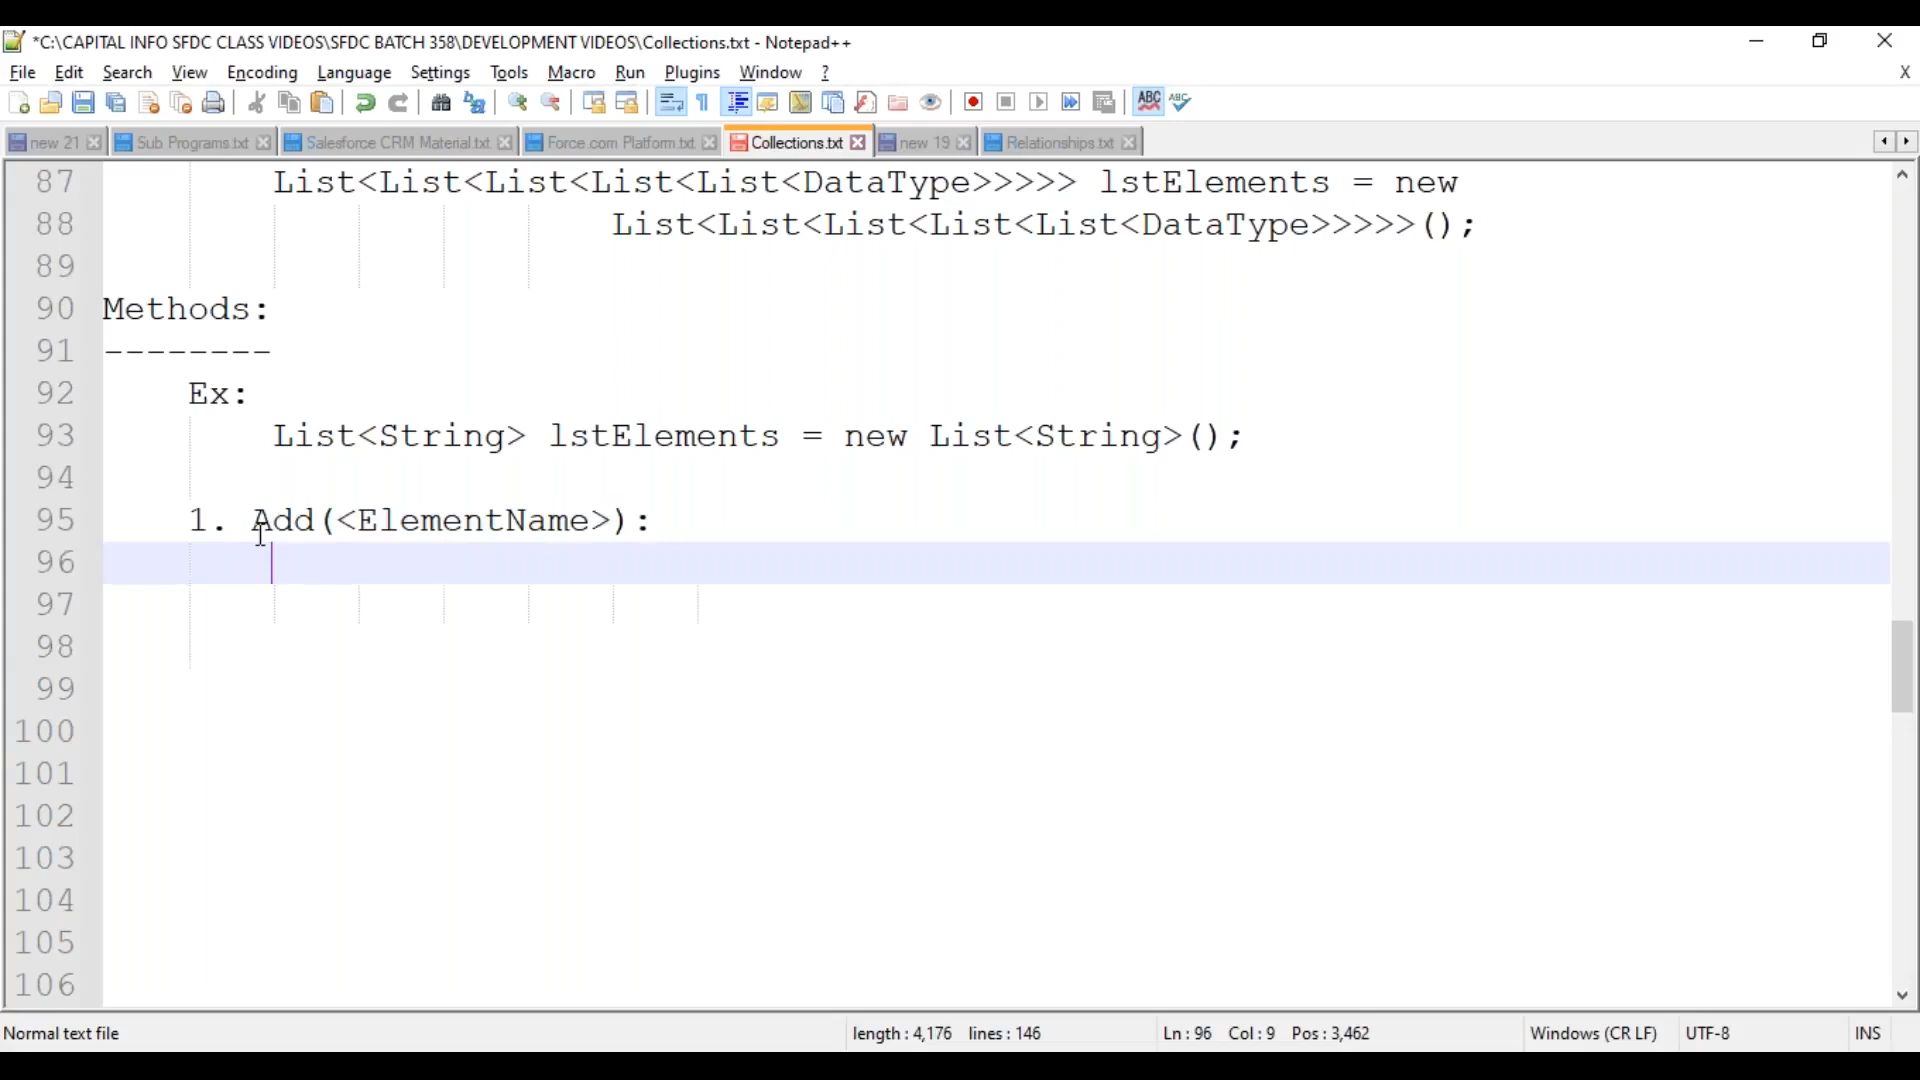 *C:\CAPITAL INFO SFDC CLASS VIDEOS\SFDC BATCH 358\DEVELOPMENT VIDEOS\Collections.txt - Notepad++
File Edit Search View Encoding Language Settings Tools Macro Run Plugins Window ?
X
new 21 Sub Programs.txt Salesforce CRM Material.txt Force.com Platform.txt Collections.txt new 19 Relationships.txt
87 List<List<List<List<List<DataType>>>>> lstElements = new
88 List<List<List<List<List<DataType>>>>>();
89
90 Methods:
91 --------
92 Ex:
93 List<String> lstElements = new List<String>();
94
95 1. Add(<ElementName>):
96
97
98
99
100
101
102
103
104
105
106
Normal text file length : 4,176 lines : 146 Ln : 96 Col : 9 Pos : 3,462 Windows (CR LF) UTF-8 INS